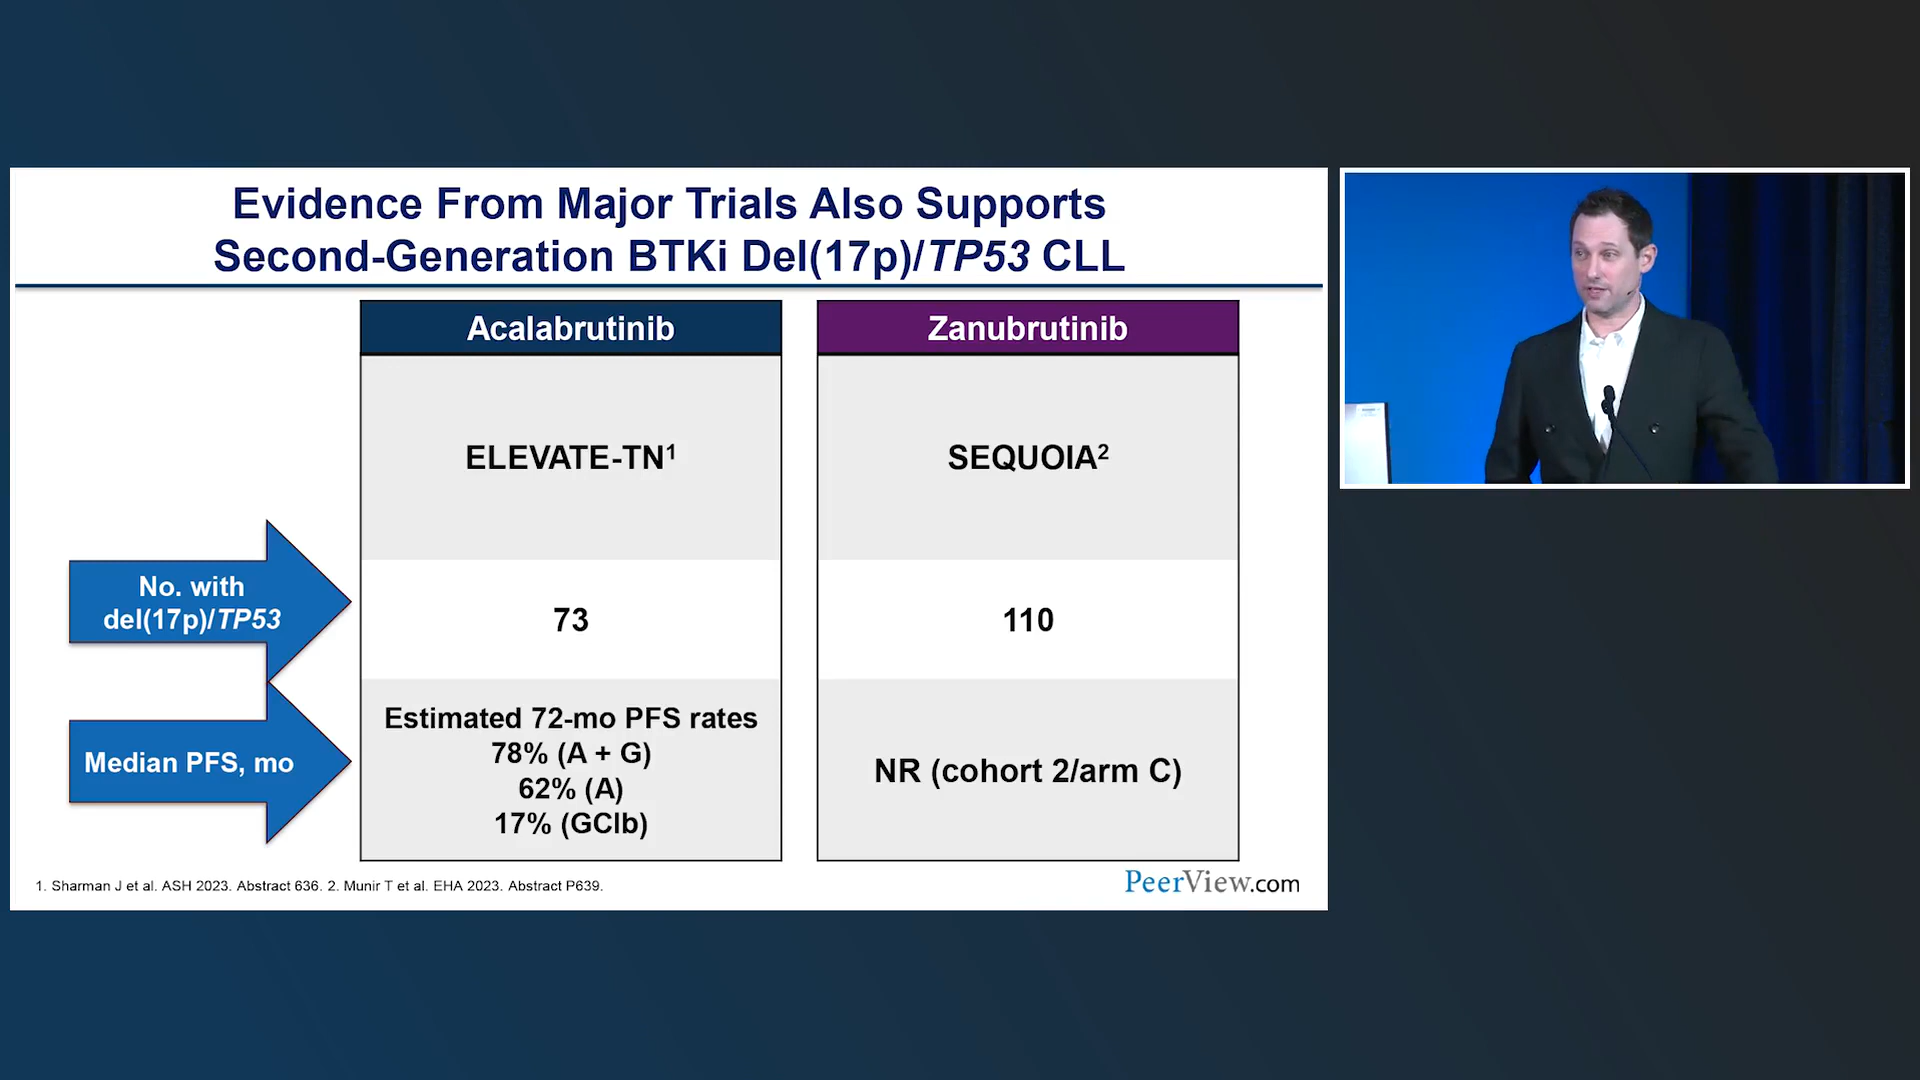 Evidence From Major Trials Also Supports
Second-Generation BTKi Del(17p)/TP53 CLL
Acalabrutinib
Zanubrutinib
ELEVATE-TN¹
SEQUOIA²
No. with
del(17p)/TP53
73
110
Median PFS, mo
Estimated 72-mo PFS rates
78% (A + G)
62% (A)
17% (GClb)
NR (cohort 2/arm C)
1. Sharman J et al. ASH 2023. Abstract 636. 2. Munir T et al. EHA 2023. Abstract P639.
PeerView.com